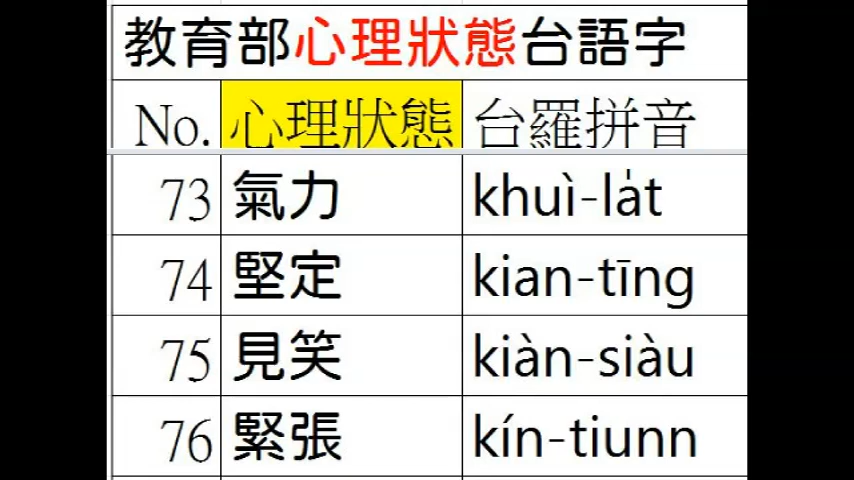 教育部心理狀態台語字
No. 心理狀態 台羅拼音
73 氣力 khuì-la̍t
74 堅定 kian-tīng
75 見笑 kiàn-siàu
76 緊張 kín-tiunn